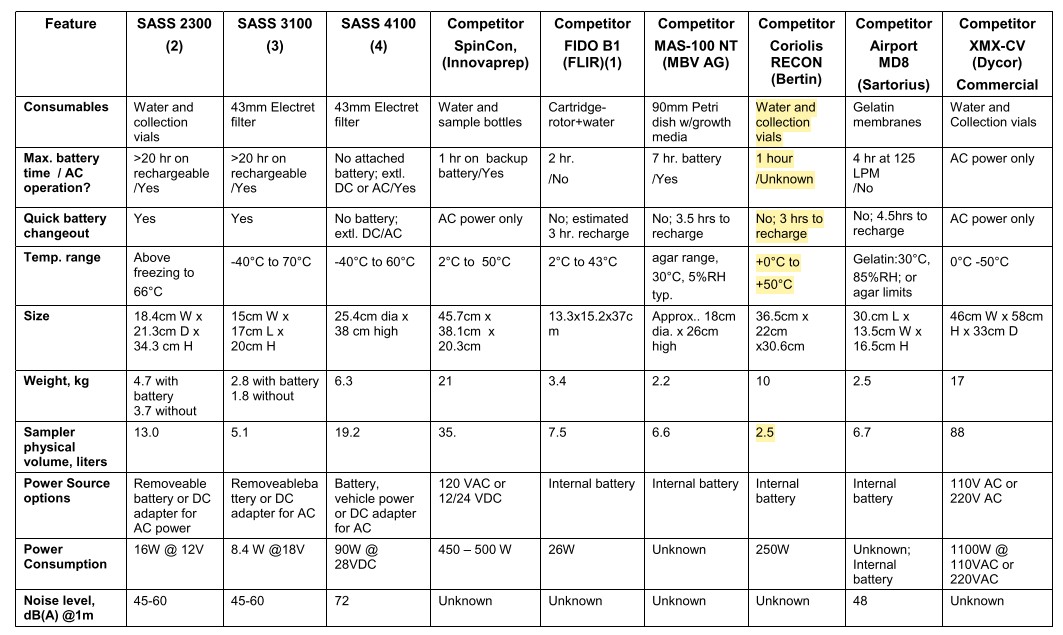 Feature
SASS 2300
(2)
SASS 3100
(3)
SASS 4100
(4)
Competitor
SpinCon,
(Innovaprep)
Competitor
FIDO B1
(FLIR)(1)
Competitor
MAS-100 NT
(MBV AG)
Competitor
Coriolis
RECON
(Bertin)
Competitor
Airport
MD8
(Sartorius)
Competitor
XMX-CV
(Dycor)
Commercial
Consumables
Water and
collection
vials
43mm Electret
filter
43mm Electret
filter
Water and
sample bottles
Cartridge-
rotor+water
90mm Petri
dish w/growth
media
Water and
collection
vials
Gelatin
membranes
Water and
Collection vials
Max. battery
time / AC
operation?
>20 hr on
rechargeable
/Yes
>20 hr on
rechargeable
/Yes
No attached
battery; extl.
DC or AC/Yes
1 hr on backup
battery/Yes
2 hr.
/No
7 hr. battery
/Yes
1 hour
/Unknown
4 hr at 125
LPM
/No
AC power only
Quick battery
changeout
Yes
Yes
No battery;
extl. DC/AC
AC power only
No; estimated
3 hr. recharge
No; 3.5 hrs to
recharge
No; 3 hrs to
recharge
No; 4.5hrs to
recharge
AC power only
Temp. range
Above
freezing to
66°C
-40°C to 70°C
-40°C to 60°C
2°C to 50°C
2°C to 43°C
agar range,
30°C, 5%RH
typ.
+0°C to
+50°C
Gelatin:30°C,
85%RH; or
agar limits
0°C -50°C
Size
18.4cm W x
21.3cm D x
34.3 cm H
15cm W x
17cm L x
20cm H
25.4cm dia x
38 cm high
45.7cm x
38.1cm x
20.3cm
13.3x15.2x37c
m
Approx.. 18cm
dia. x 26cm
high
36.5cm x
22cm
x30.6cm
30.cm L x
13.5cm W x
16.5cm H
46cm W x 58cm
H x 33cm D
Weight, kg
4.7 with
battery
3.7 without
2.8 with battery
1.8 without
6.3
21
3.4
2.2
10
2.5
17
Sampler
physical
volume, liters
13.0
5.1
19.2
35.
7.5
6.6
2.5
6.7
88
Power Source
options
Removeable
battery or DC
adapter for
AC power
Removeableba
ttery or DC
adapter for AC
Battery,
vehicle power
or DC adapter
for AC
120 VAC or
12/24 VDC
Internal battery
Internal battery
Internal
battery
Internal
battery
110V AC or
220V AC
Power
Consumption
16W @ 12V
8.4 W @18V
90W @
28VDC
450 – 500 W
26W
Unknown
250W
Unknown;
Internal
battery
1100W @
110VAC or
220VAC
Noise level,
dB(A) @1m
45-60
45-60
72
Unknown
Unknown
Unknown
Unknown
48
Unknown